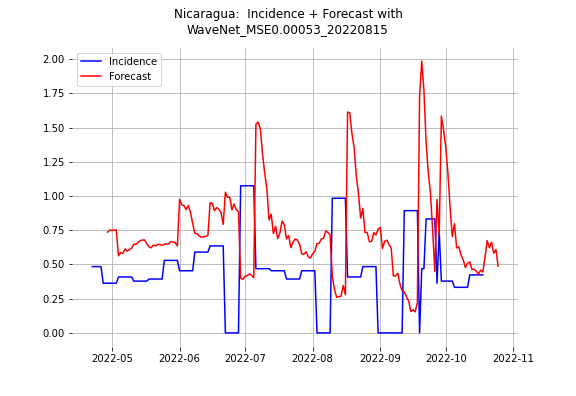 Nicaragua:  Incidence + Forecast with
WaveNet_MSE0.00053_20220815
Incidence
Forecast
2.00
1.75
1.50
1.25
1.00
0.75
0.50
0.25
0.00
2022-05 2022-06 2022-07 2022-08 2022-09 2022-10 2022-11